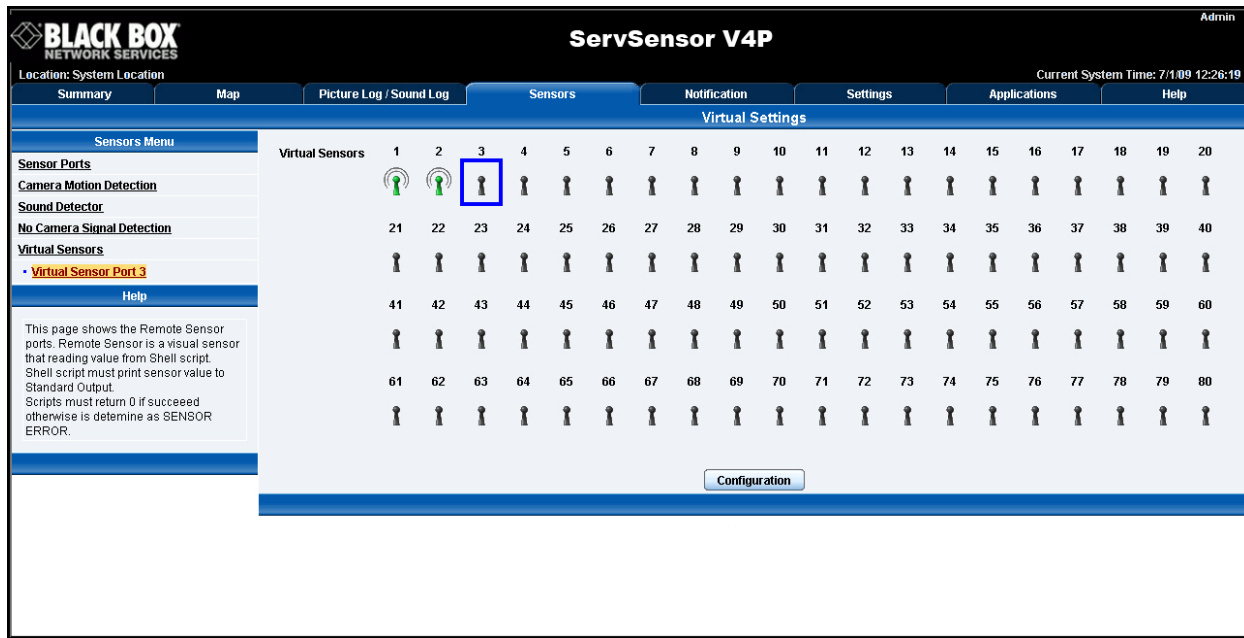 Admin
BLACK BOX
NETWORK SERVICES
ServSensor V4P
Location: System Location
Current System Time: 7/1/09 12:26:19
Summary Map Picture Log / Sound Log Sensors Notification Settings Applications Help
Virtual Settings
Sensors Menu
Sensor Ports
Camera Motion Detection
Sound Detector
No Camera Signal Detection
Virtual Sensors
Virtual Sensor Port 3
Help
This page shows the Remote Sensor
ports. Remote Sensor is a visual sensor
that reading value from Shell script.
Shell script must print sensor value to
Standard Output.
Scripts must return 0 if succeeed
otherwise is detemine as SENSOR
ERROR.
Virtual Sensors 1 2 3 4 5 6 7 8 9 10 11 12 13 14 15 16 17 18 19 20
21 22 23 24 25 26 27 28 29 30 31 32 33 34 35 36 37 38 39 40
41 42 43 44 45 46 47 48 49 50 51 52 53 54 55 56 57 58 59 60
61 62 63 64 65 66 67 68 69 70 71 72 73 74 75 76 77 78 79 80
Configuration